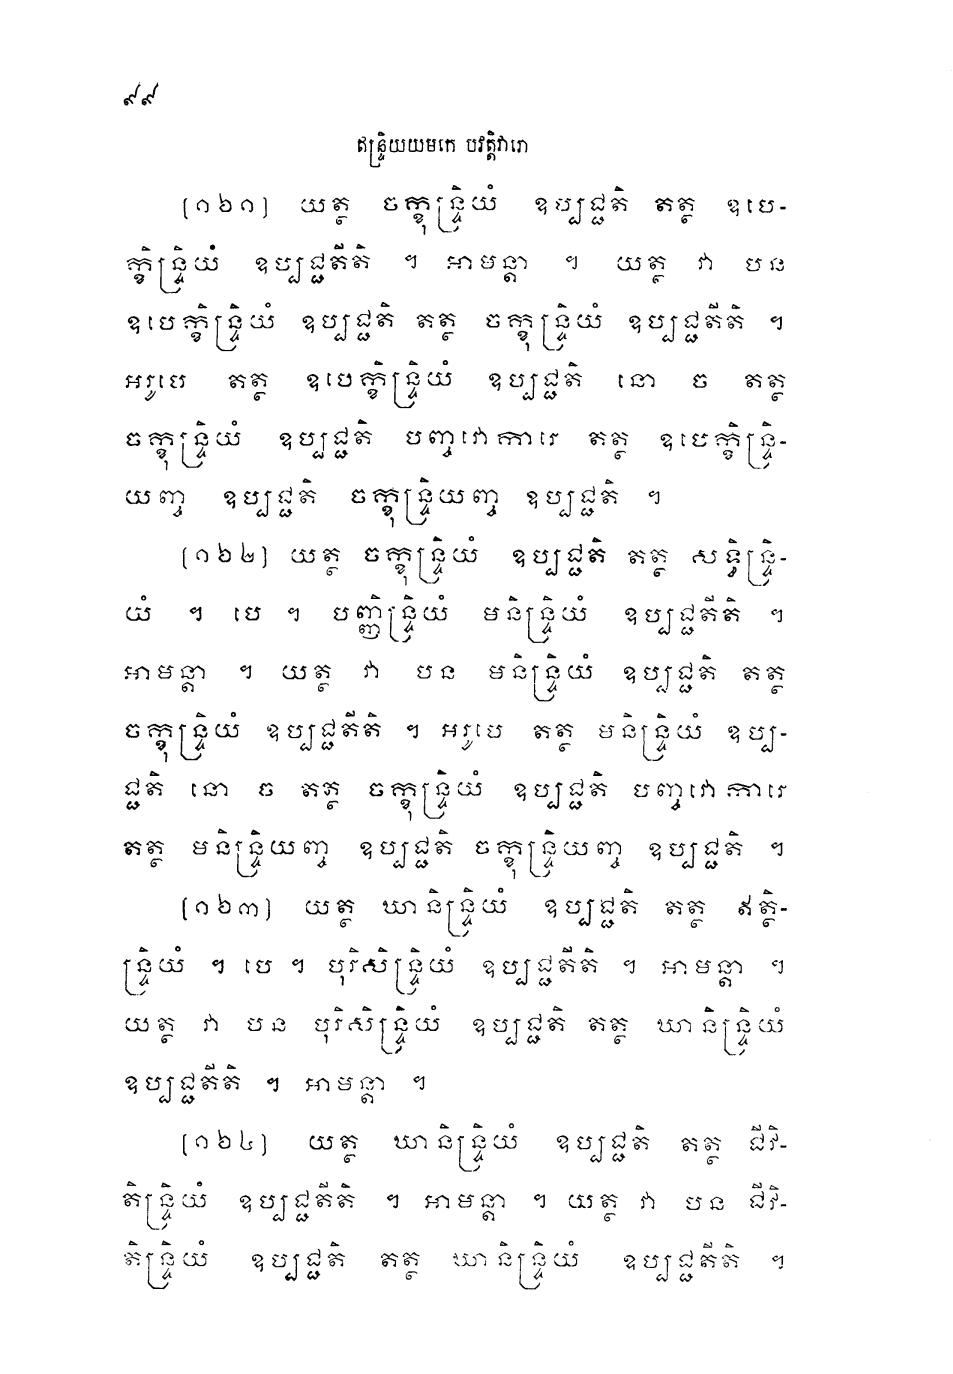 ៩៩
ឥន្ទ្រិយយមកេ បវត្តិវារោ
[១២១] យត្ថ ចក្ខុន្ទ្រិយំ ឧប្បជ្ជតិ តត្ថ ឧបេ-
ក្ខិន្ទ្រិយំ ឧប្បជ្ជតីតិ ។ អាមន្តា ។ យត្ថ វា បន
ឧបេក្ខិន្ទ្រិយំ ឧប្បជ្ជតិ តត្ថ ចក្ខុន្ទ្រិយំ ឧប្បជ្ជតីតិ ។
អរូបេ តត្ថ ឧបេក្ខិន្ទ្រិយំ ឧប្បជ្ជតិ នោ ច តត្ថ
ចក្ខុន្ទ្រិយំ ឧប្បជ្ជតិ បញ្ចវោការេ តត្ថ ឧបេក្ខិន្ទ្រិ-
យញ្ច ឧប្បជ្ជតិ ចក្ខុន្ទ្រិយញ្ច ឧប្បជ្ជតិ ។
[១២២] យត្ថ ចក្ខុន្ទ្រិយំ ឧប្បជ្ជតិ តត្ថ សទ្ធិន្ទ្រិ-
យំ ។ បេ ។ បញ្ញិន្ទ្រិយំ មនិន្ទ្រិយំ ឧប្បជ្ជតីតិ ។
អាមន្តា ។ យត្ថ វា បន មនិន្ទ្រិយំ ឧប្បជ្ជតិ តត្ថ
ចក្ខុន្ទ្រិយំ ឧប្បជ្ជតីតិ ។ អរូបេ តត្ថ មនិន្ទ្រិយំ ឧប្ប-
ជ្ជតិ នោ ច តត្ថ ចក្ខុន្ទ្រិយំ ឧប្បជ្ជតិ បញ្ចវោការេ
តត្ថ មនិន្ទ្រិយញ្ច ឧប្បជ្ជតិ ចក្ខុន្ទ្រិយញ្ច ឧប្បជ្ជតិ ។
[១២៣] យត្ថ ឃានិន្ទ្រិយំ ឧប្បជ្ជតិ តត្ថ ឥត្ថិ-
ន្ទ្រិយំ ។ បេ ។ បុរិសិន្ទ្រិយំ ឧប្បជ្ជតីតិ ។ អាមន្តា ។
យត្ថ វា បន បុរិសិន្ទ្រិយំ ឧប្បជ្ជតិ តត្ថ ឃានិន្ទ្រិយំ
ឧប្បជ្ជតីតិ ។ អាមន្តា ។
[១២៤] យត្ថ ឃានិន្ទ្រិយំ ឧប្បជ្ជតិ តត្ថ ជីវិ-
តិន្ទ្រិយំ ឧប្បជ្ជតីតិ ។ អាមន្តា ។ យត្ថ វា បន ជីវិ-
តិន្ទ្រិយំ ឧប្បជ្ជតិ តត្ថ ឃានិន្ទ្រិយំ ឧប្បជ្ជតីតិ ។